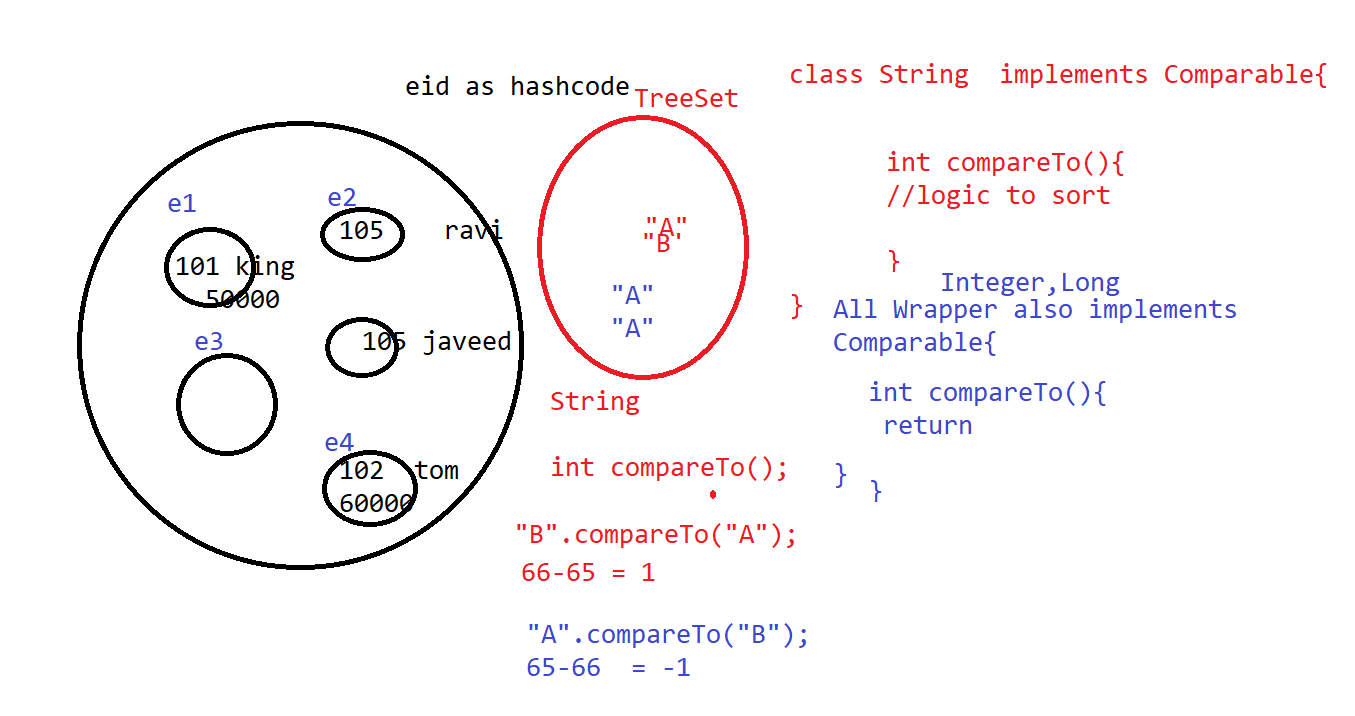 eid as hashcode
e1
e2
105 ravi
101 king
50000
e3
105 javeed
e4
102 tom
60000
TreeSet
"A"
"B'
"A"
"A"
String
int compareTo();
"B".compareTo("A");
66-65 = 1
"A".compareTo("B");
65-66 = -1
class String implements Comparable{
int compareTo(){
//logic to sort
}
}
Integer,Long
All Wrapper also implements
Comparable{
int compareTo(){
return
}
}